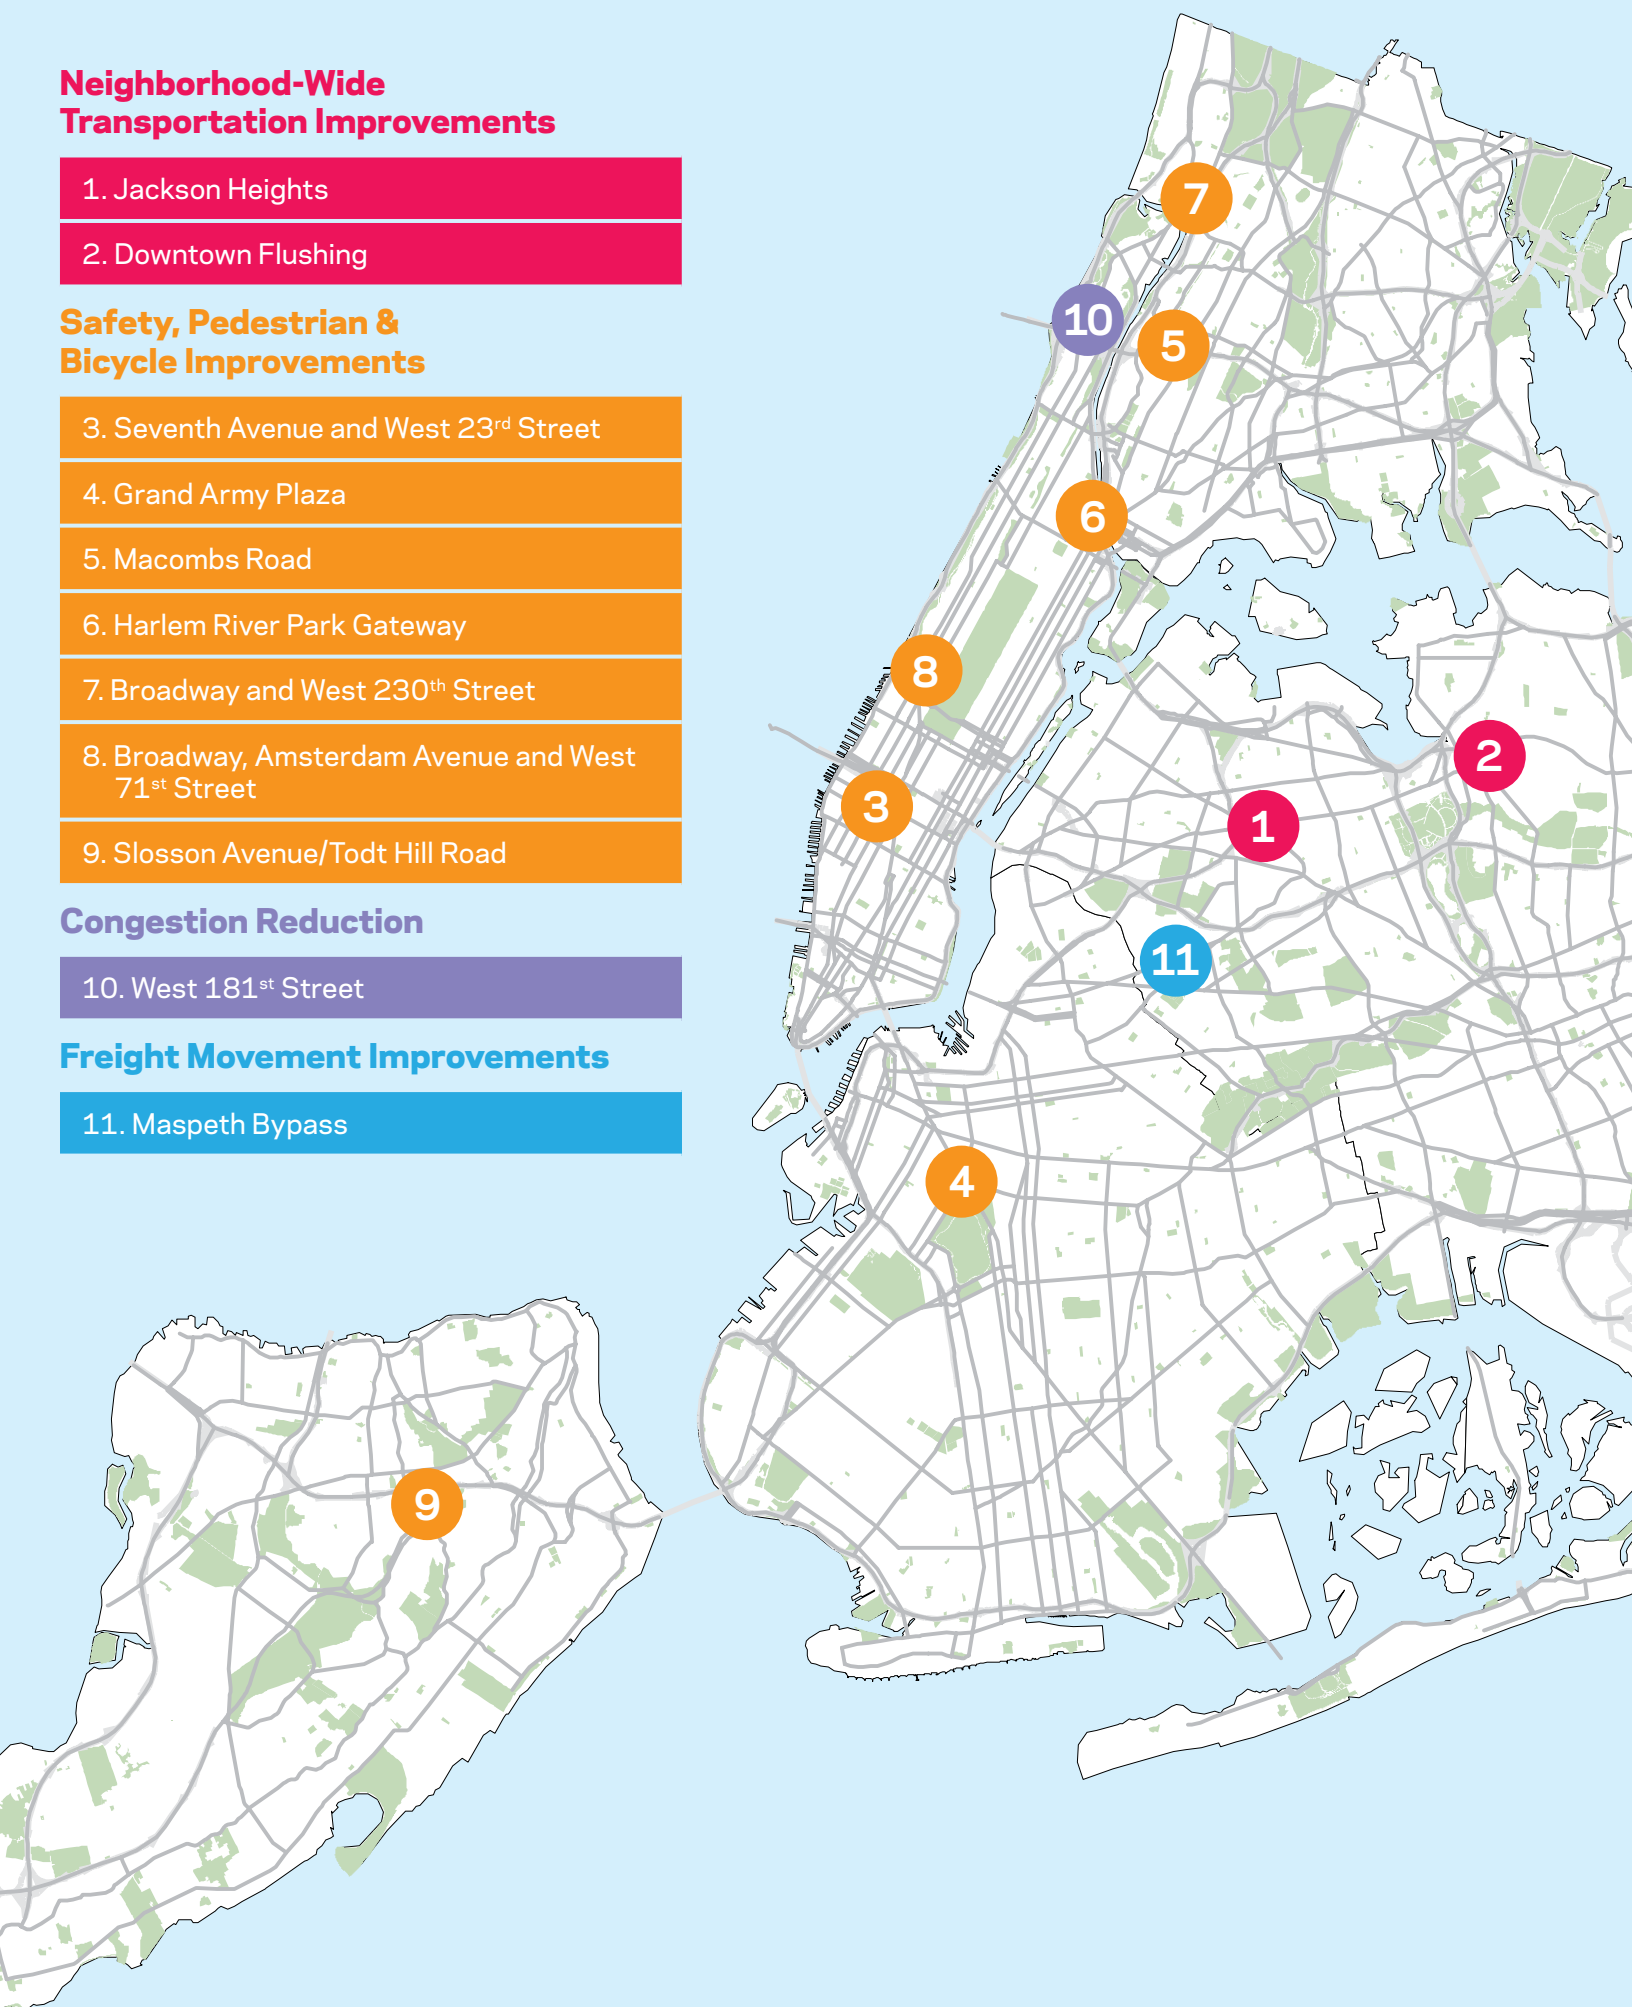 Neighborhood-Wide
Transportation Improvements
1. Jackson Heights
2. Downtown Flushing
Safety, Pedestrian &
Bicycle Improvements
3. Seventh Avenue and West 23rd Street
4. Grand Army Plaza
5. Macombs Road
6. Harlem River Park Gateway
7. Broadway and West 230th Street
8. Broadway, Amsterdam Avenue and West
71st Street
9. Slosson Avenue/Todt Hill Road
Congestion Reduction
10. West 181st Street
Freight Movement Improvements
11. Maspeth Bypass
7
10
5
6
8
2
3
1
11
4
9